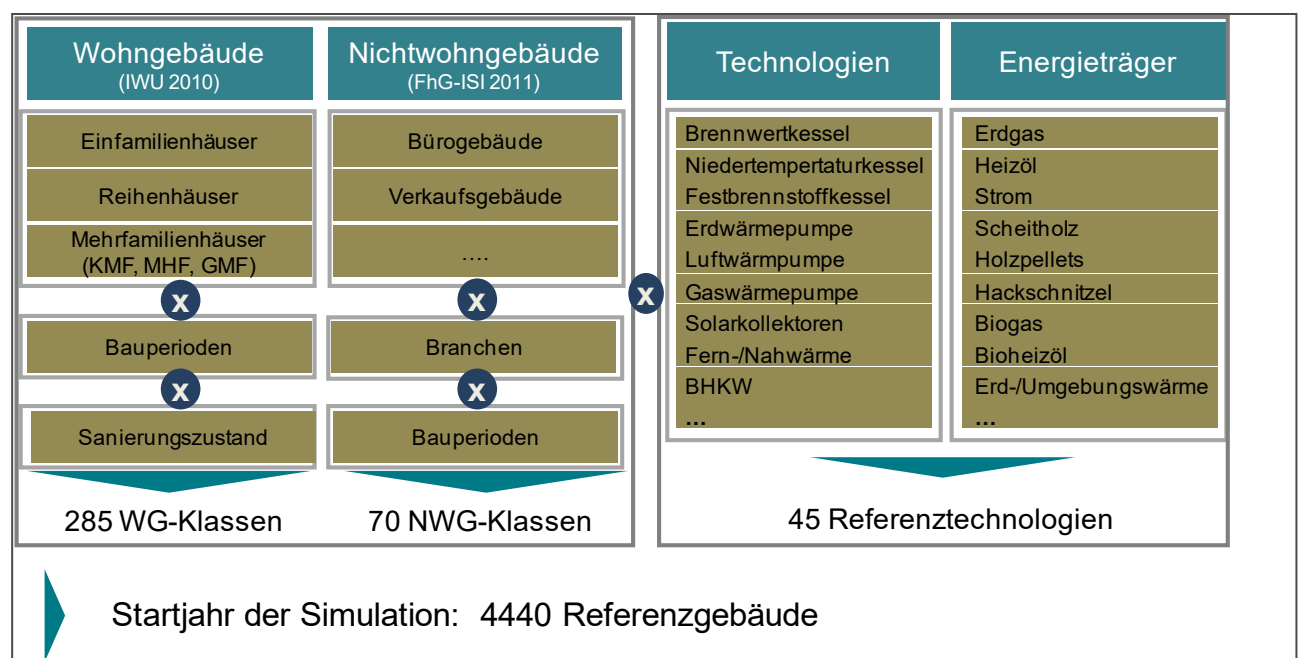 Wohngebäude
(IWU 2010)
Einfamilienhäuser
Reihenhäuser
Mehrfamilienhäuser
(KMF, MHF, GMF)
x
Bauperioden
x
Sanierungszustand
285 WG-Klassen
Nichtwohngebäude
(FhG-ISI 2011)
Bürogebäude
Verkaufsgebäude
....
x
Branchen
x
Bauperioden
70 NWG-Klassen
x
Technologien
Brennwertkessel
Niedertempertaturkessel
Festbrennstoffkessel
Erdwärmepumpe
Luftwärmpumpe
Gaswärmepumpe
Solarkollektoren
Fern-/Nahwärme
BHKW
...
Energieträger
Erdgas
Heizöl
Strom
Scheitholz
Holzpellets
Hackschnitzel
Biogas
Bioheizöl
Erd-/Umgebungswärme
...
45 Referenztechnologien
Startjahr der Simulation: 4440 Referenzgebäude